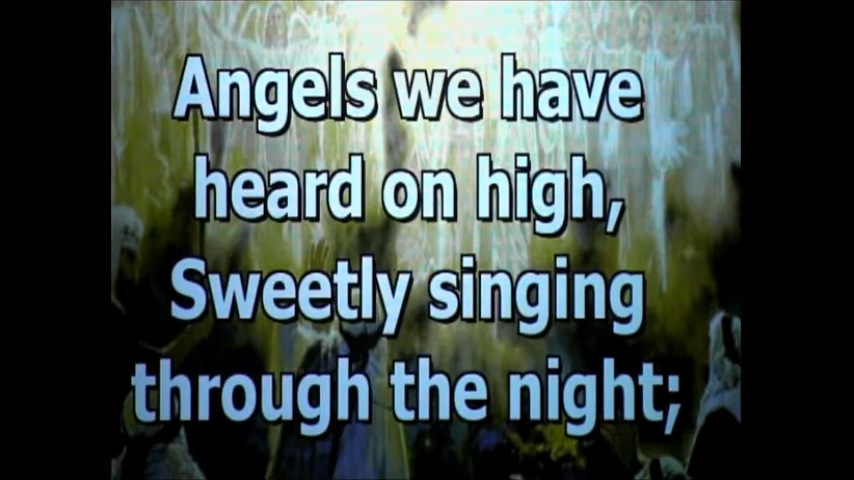 Angels we have
heard on high,
Sweetly singing
through the night;